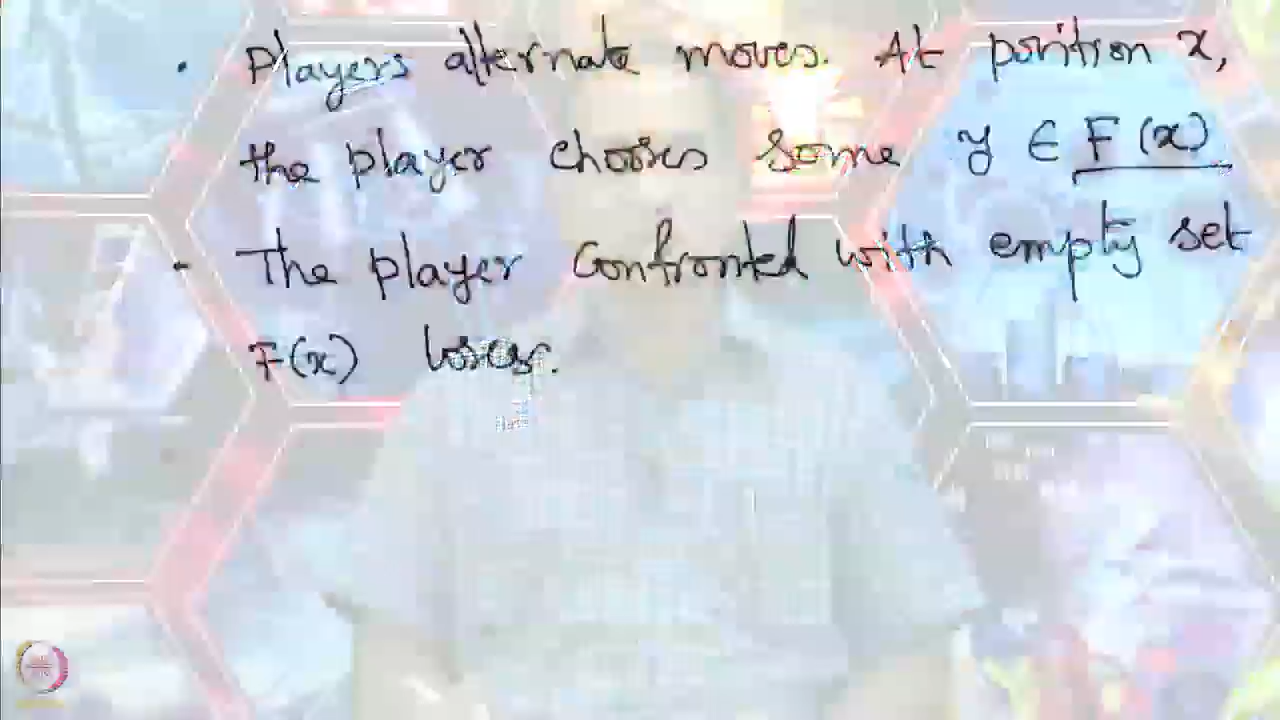 • Players alternate moves. At position x,
the player chooses some y ∈ F(x)
• The player confronted with empty set
F(x) loses.